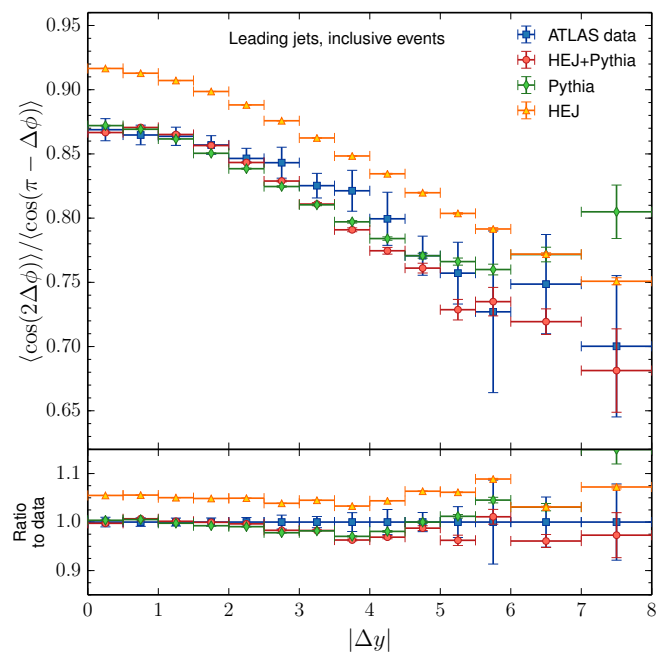 Leading jets, inclusive events
ATLAS data
HEJ+Pythia
Pythia
HEJ
⟨cos(2Δϕ)⟩/⟨cos(π − Δϕ)⟩
0.95
0.90
0.85
0.80
0.75
0.70
0.65
Ratio
to data
1.1
1.0
0.9
0 1 2 3 4 5 6 7 8
|Δy|